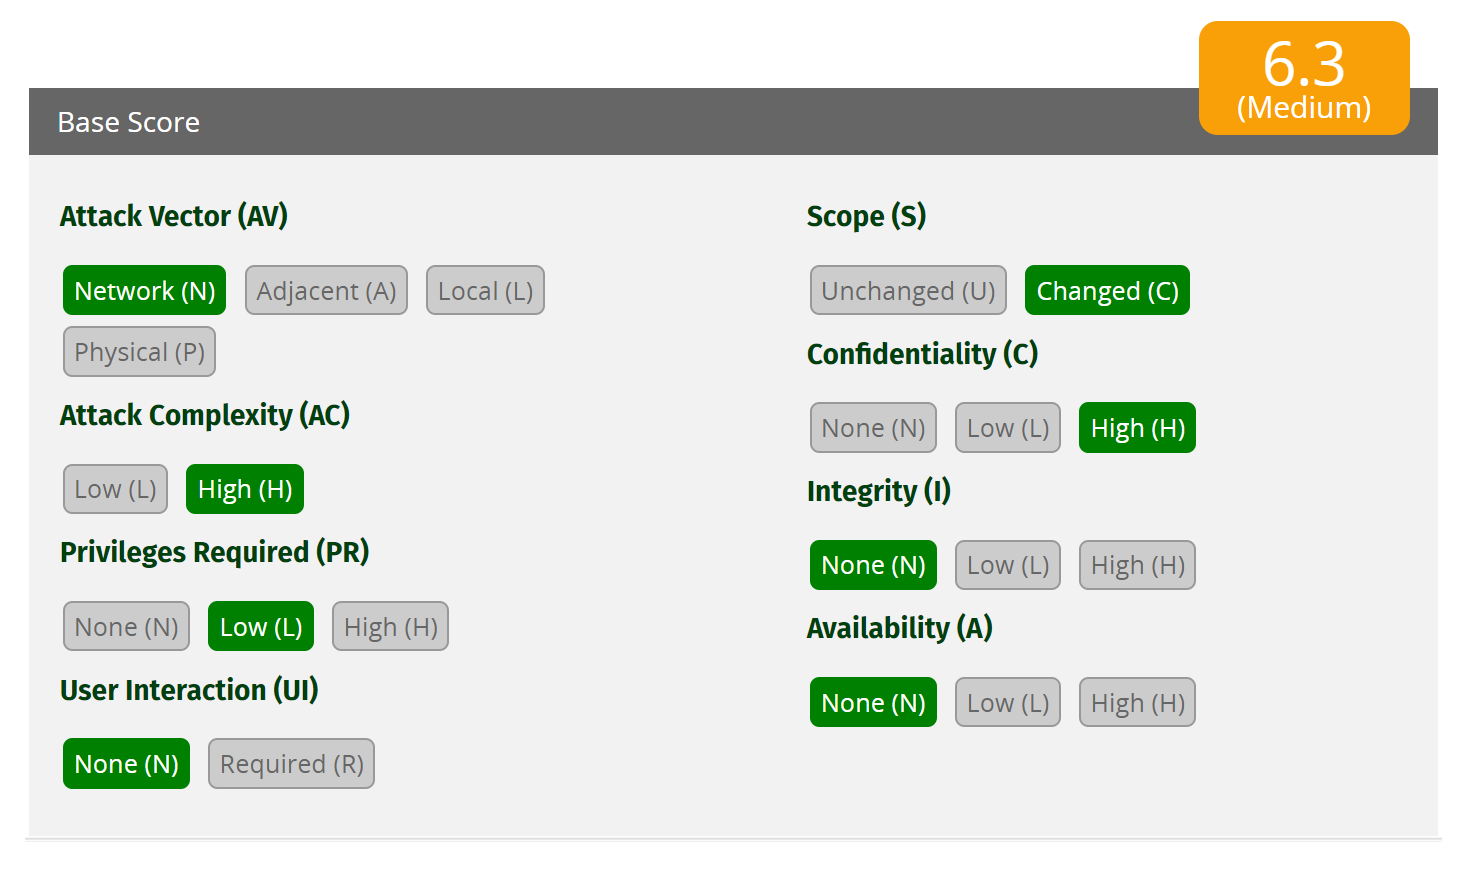 6.3
(Medium)
Base Score
Attack Vector (AV)
Network (N) Adjacent (A) Local (L)
Physical (P)
Attack Complexity (AC)
Low (L) High (H)
Privileges Required (PR)
None (N) Low (L) High (H)
User Interaction (UI)
None (N) Required (R)
Scope (S)
Unchanged (U) Changed (C)
Confidentiality (C)
None (N) Low (L) High (H)
Integrity (I)
None (N) Low (L) High (H)
Availability (A)
None (N) Low (L) High (H)